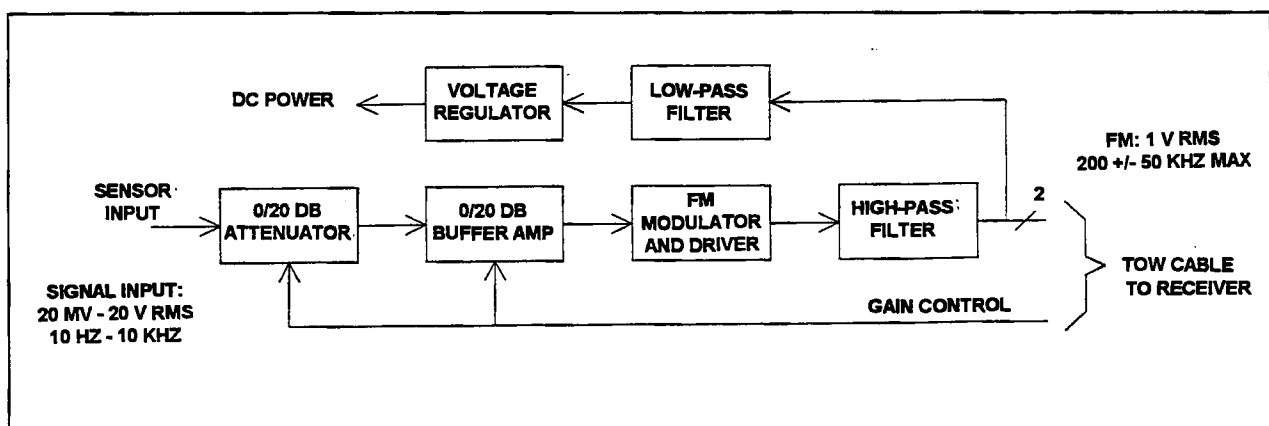 DC POWER
VOLTAGE
REGULATOR
LOW-PASS
FILTER
FM: 1 V RMS
200 +/- 50 KHZ MAX
SENSOR
INPUT
0/20 DB
ATTENUATOR
0/20 DB
BUFFER AMP
FM
MODULATOR
AND DRIVER
HIGH-PASS
FILTER
2
TOW CABLE
TO RECEIVER
SIGNAL INPUT:
20 MV - 20 V RMS
10 HZ - 10 KHZ
GAIN CONTROL